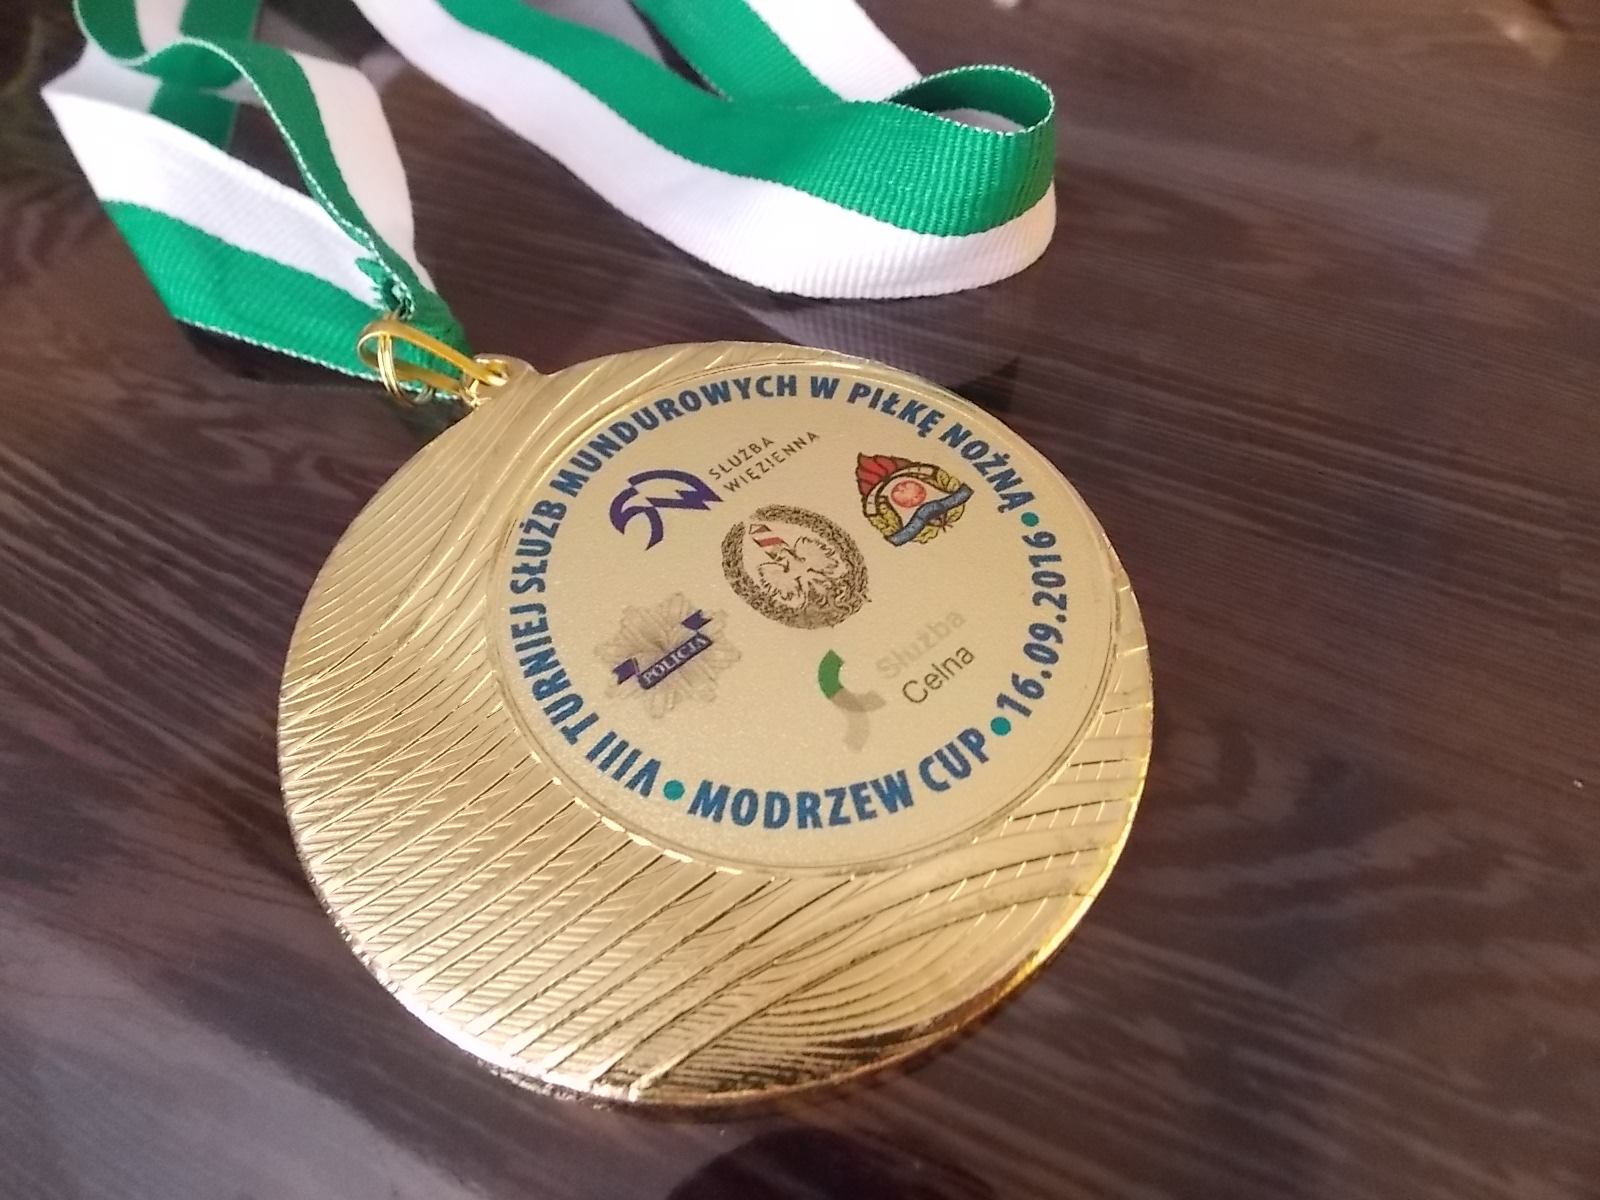 VIII TURNIEJ SŁUŻB MUNDUROWYCH W PIŁKĘ NOŻNĄ • 16.09.2016 • MODRZEW CUP •
SŁUŻBA
WIĘZIENNA
POLICJA
Służba
Celna